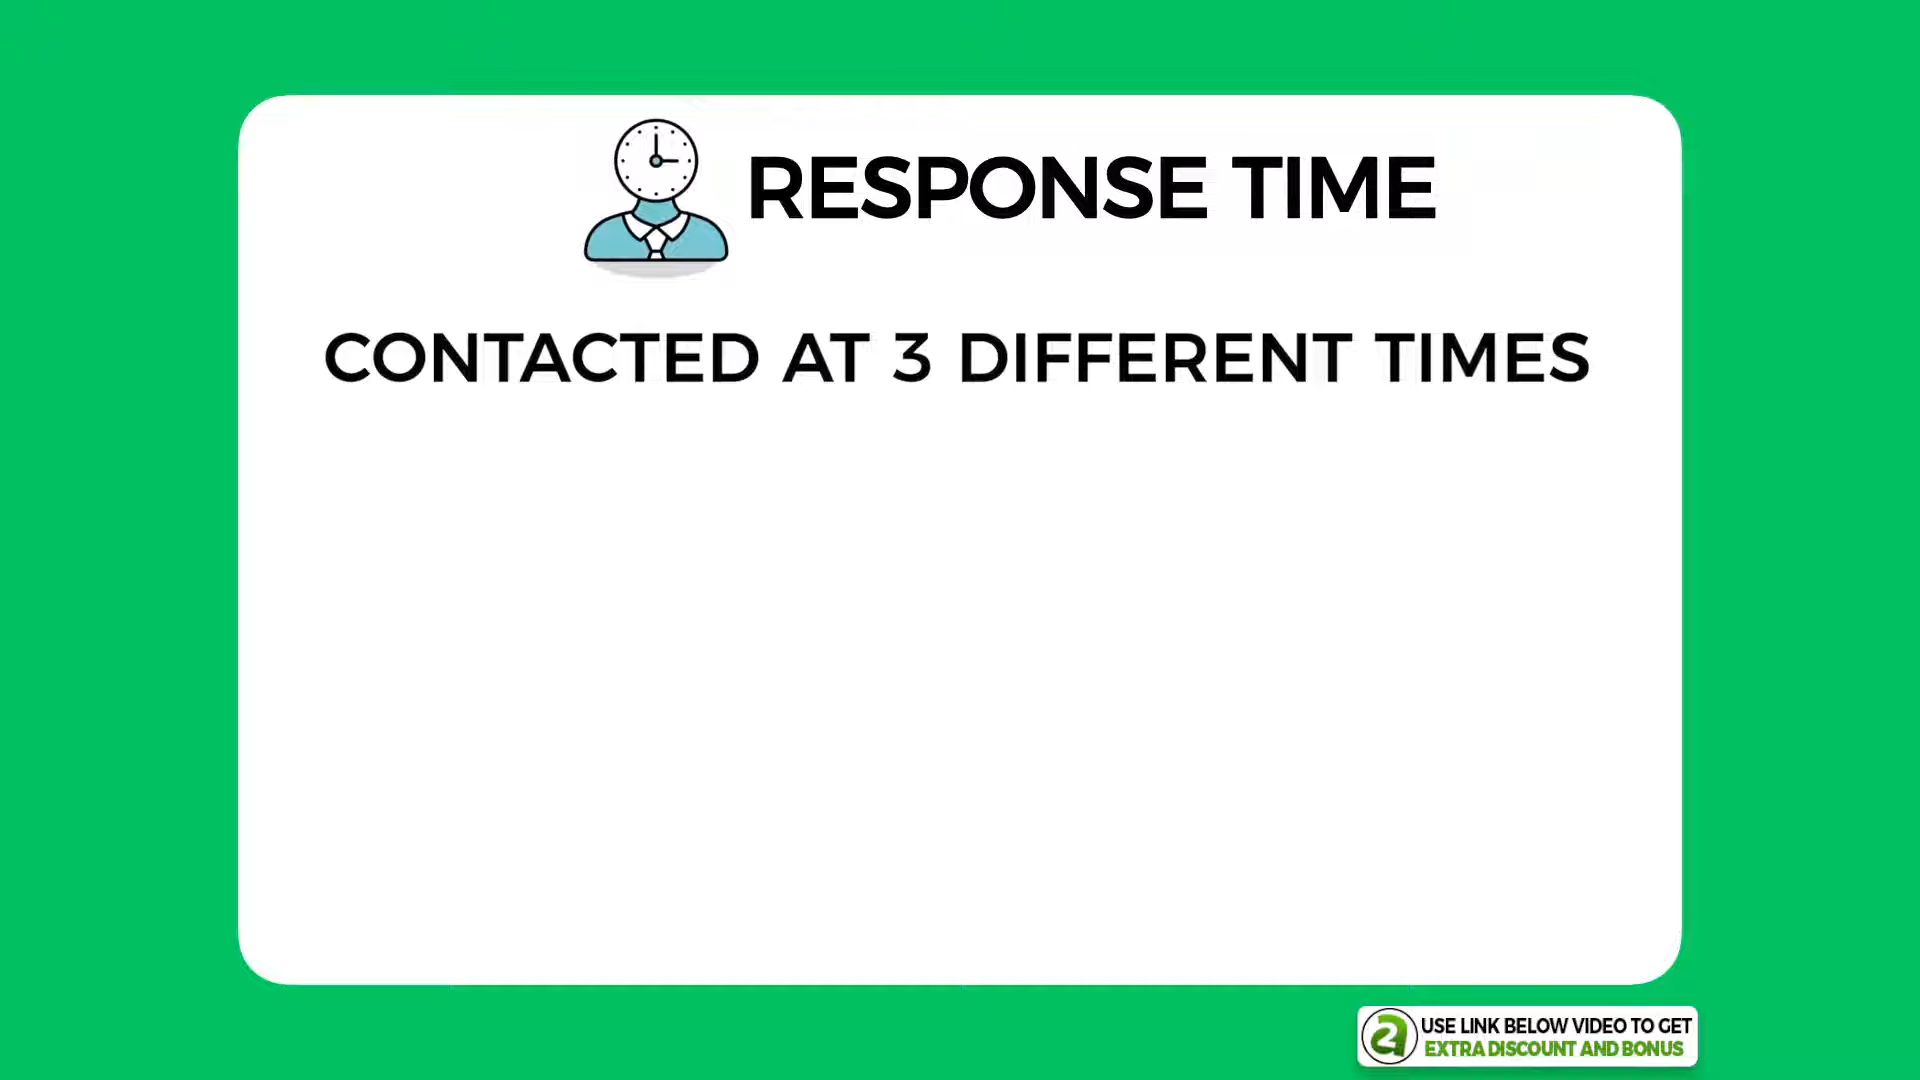 RESPONSE TIME
CONTACTED AT 3 DIFFERENT TIMES
USE LINK BELOW VIDEO TO GET
EXTRA DISCOUNT AND BONUS